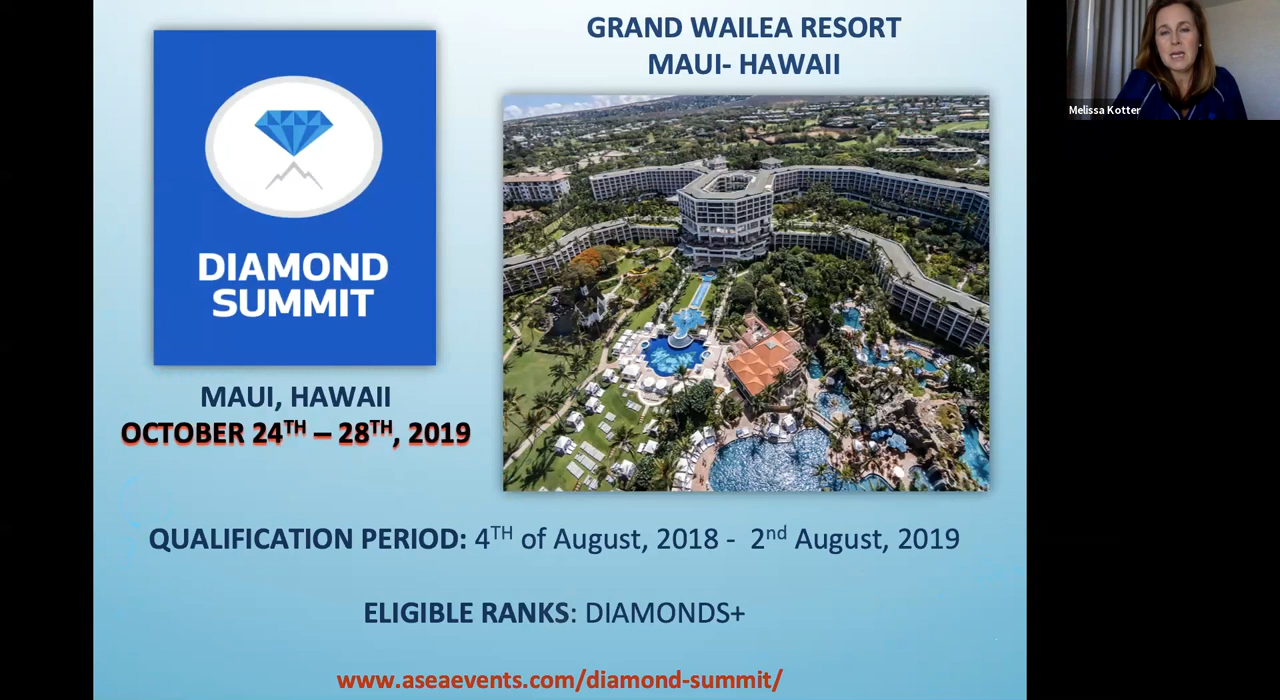 GRAND WAILEA RESORT
MAUI- HAWAII
DIAMOND
SUMMIT
MAUI, HAWAII
OCTOBER 24TH – 28TH, 2019
QUALIFICATION PERIOD: 4TH of August, 2018 - 2nd August, 2019
ELIGIBLE RANKS: DIAMONDS+
www.aseaevents.com/diamond-summit/
Melissa Kotter